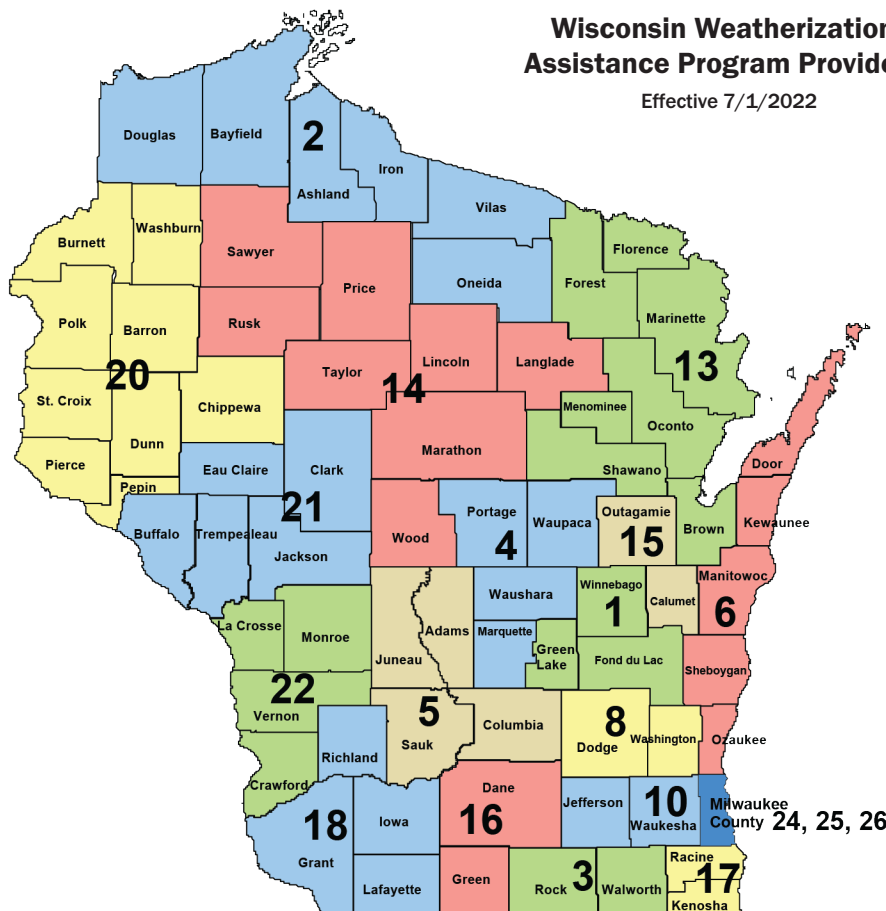 Wisconsin Weatherization
Assistance Program Provide
Effective 7/1/2022
Douglas
Bayfield
2
Ashland
Iron
Vilas
Burnett
Washburn
Sawyer
Price
Oneida
Forest
Florence
Marinette
Polk
Barron
Rusk
20
Taylor
14
Lincoln
Langlade
13
St. Croix
Chippewa
Menominee
Oconto
Dunn
Marathon
Pierce
Eau Claire
Clark
Shawano
Door
Pepin
21
Portage
Waupaca
Outagamie
Brown
Kewaunee
Buffalo
Trempealeau
Jackson
Wood
4
15
Waushara
Winnebago
1
Calumet
Manitowoc
6
La Crosse
Monroe
Juneau
Adams
Marquette
Green
Lake
Fond du Lac
Sheboygan
22
Vernon
5
Sauk
Columbia
8
Dodge
Washington
Ozaukee
Richland
Crawford
18
Grant
Iowa
Dane
16
Jefferson
10
Waukesha
Milwaukee
County 24, 25, 26
Lafayette
Green
Rock
3
Walworth
Racine
17
Kenosha